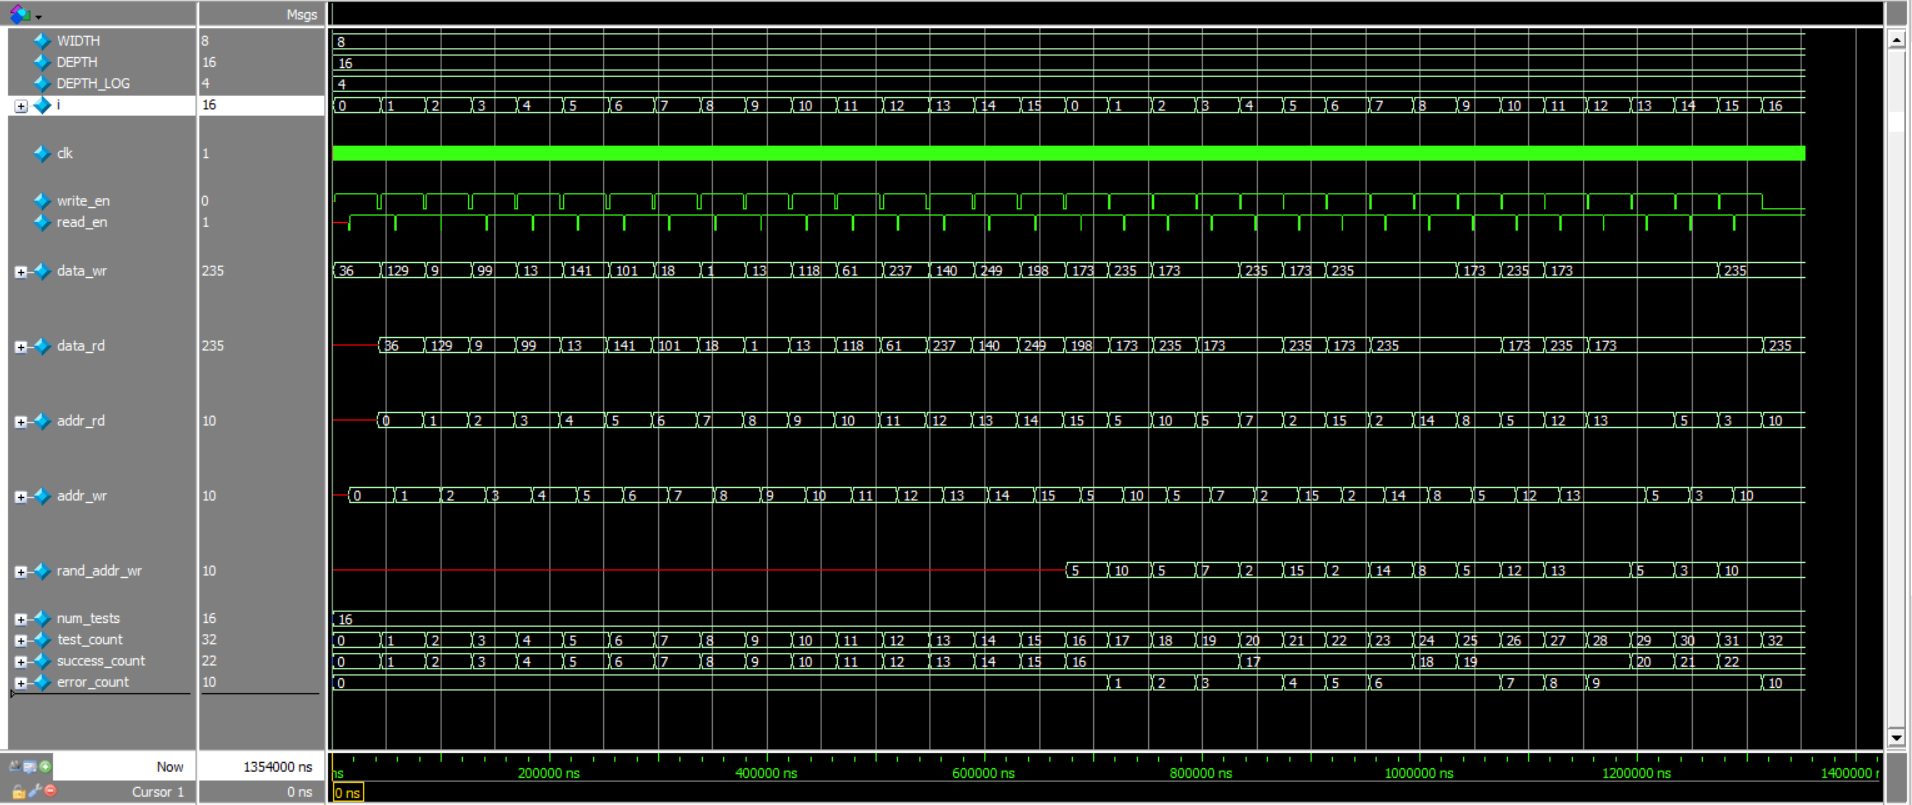 Msgs
WIDTH 8 8
DEPTH 16 16
DEPTH_LOG 4 4
i 16 0 1 2 3 4 5 6 7 8 9 10 11 12 13 14 15 0 1 2 3 4 5 6 7 8 9 10 11 12 13 14 15 16
clk 1
write_en 0
read_en 1
data_wr 235 36 129 9 99 13 141 101 18 1 13 118 61 237 140 249 198 173 235 173 235 173 235 173 235 173 235
data_rd 235 36 129 9 99 13 141 101 18 1 13 118 61 237 140 249 198 173 235 173 235 173 235 173 235 173 235
addr_rd 10 0 1 2 3 4 5 6 7 8 9 10 11 12 13 14 15 5 10 5 7 2 15 2 14 8 5 12 13 5 3 10
addr_wr 10 0 1 2 3 4 5 6 7 8 9 10 11 12 13 14 15 5 10 5 7 2 15 2 14 8 5 12 13 5 3 10
rand_addr_wr 10 5 10 5 7 2 15 2 14 8 5 12 13 5 3 10
num_tests 16 16
test_count 32 0 1 2 3 4 5 6 7 8 9 10 11 12 13 14 15 16 17 18 19 20 21 22 23 24 25 26 27 28 29 30 31 32
success_count 22 0 1 2 3 4 5 6 7 8 9 10 11 12 13 14 15 16 17 18 19 20 21 22
error_count 10 0 1 2 3 4 5 6 7 8 9 10
Now 1354000 ns ns 200000 ns 400000 ns 600000 ns 800000 ns 1000000 ns 1200000 ns 1400000
Cursor 1 0 ns 0 ns